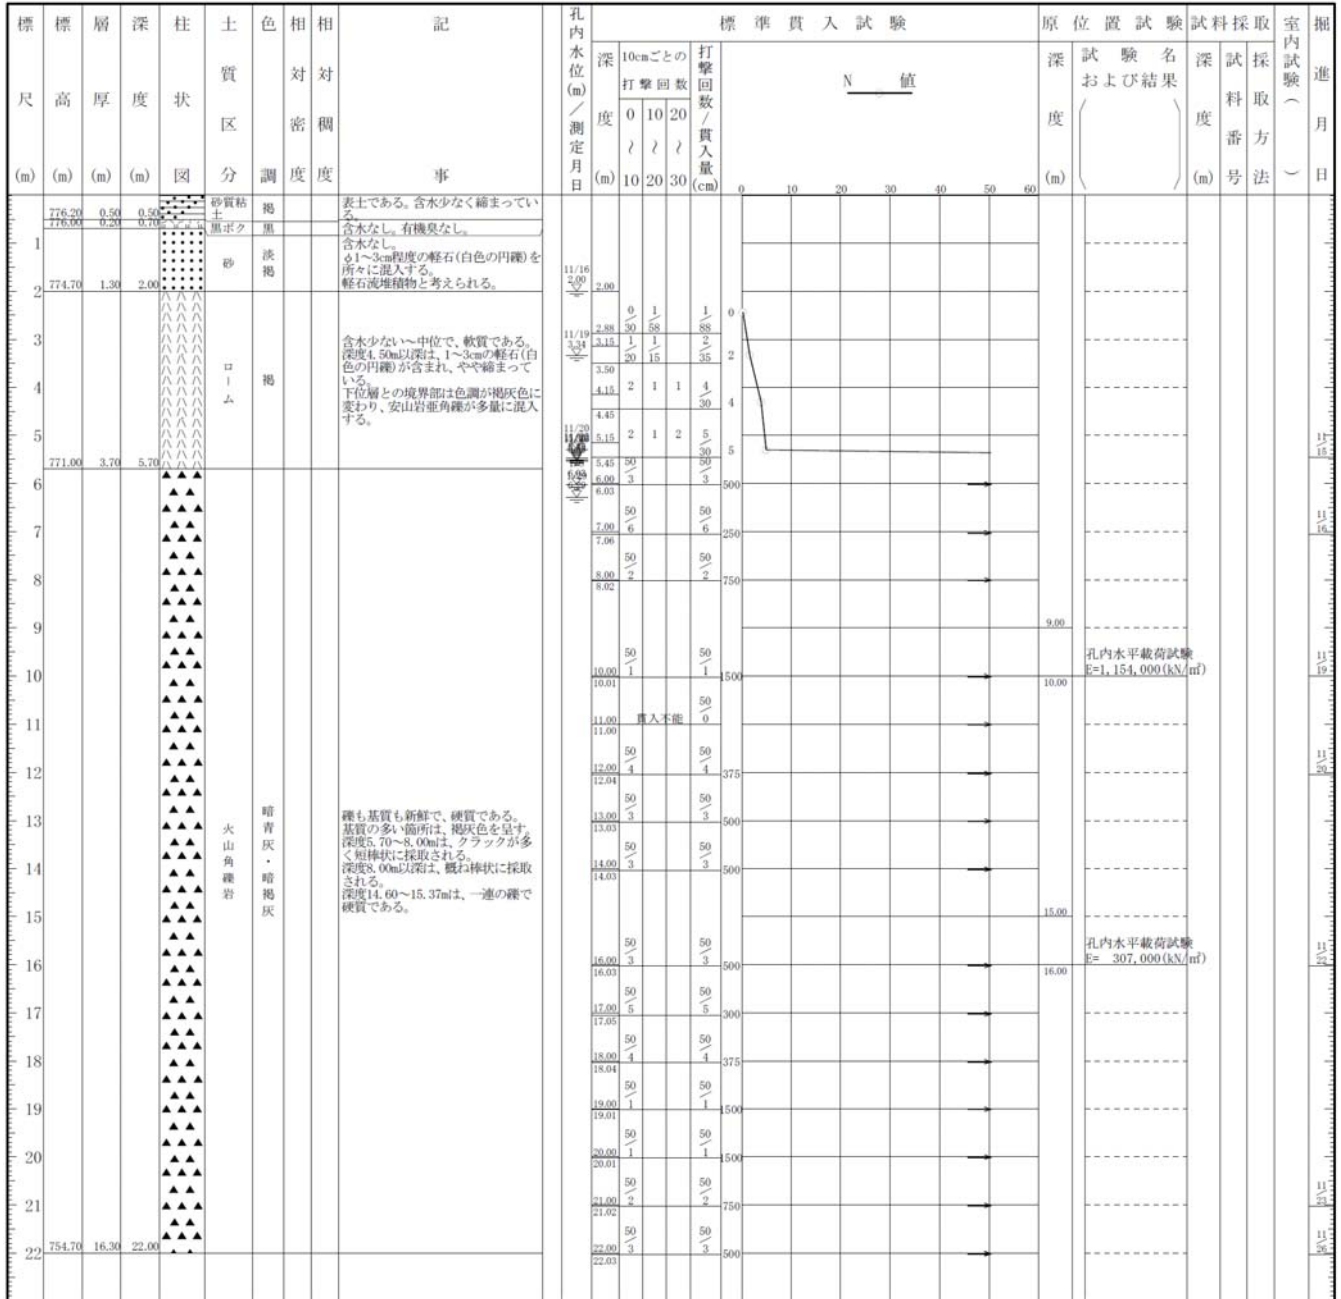 標尺(m) 標高(m) 層厚(m) 深度(m) 柱状図 土質区分 色調 相対密度 相対稠度 記事 孔内水位(m)/測定月日 標準貫入試験 原位置試験 試料採取 室内試験( ) 掘進月日
深度(m) 10cmごとの打撃回数 打撃回数/貫入量(cm) N 値 深度(m) 試験名および結果 深度(m) 試料番号 採取方法
0〜10 10〜20 20〜30
0 10 20 30 40 50 60
776.20 0.50 0.50 砂質粘土 褐
表土である。含水少なく締まってい
る。
776.00 0.20 0.70 黒ボク 黒 含水なし。有機臭なし。
774.70 1.30 2.00 砂 淡褐
含水なし。
φ1〜3cm程度の軽石(白色の円礫)を
所々に混入する。
軽石流堆積物と考えられる。
771.00 3.70 5.70 ローム 褐
含水少ない〜中位で、軟質である。
深度4.50m以深は、1〜3cmの軽石(白
色の円礫)が含まれ、やや締まって
いる。
下位層との境界部は色調が褐灰色に
変わり、安山岩亜角礫が多量に混入
する。
754.70 16.30 22.00 火山角礫岩 暗青灰・暗褐灰
礫も基質も新鮮で、硬質である。
基質の多い箇所は、褐灰色を呈す。
深度5.70〜8.00mは、クラックが多
く短棒状に採取される。
深度8.00m以深は、概ね棒状に採取
される。
深度14.60〜15.37mは、一連の礫で
硬質である。
1
2
3
4
5
6
7
8
9
10
11
12
13
14
15
16
17
18
19
20
21
22
11/16
2.00
11/19
3.34
11/20
2.00
2.88 0/30 1/58 1/88 0
3.15 1/20 1/15 2/35 2
3.50
4.15 2 1 1 4/30 4
4.45
5.15 2 1 2 5/30 5
5.45
6.00 50/3 50/3 500
6.03
7.00 50/6 50/6 250
7.06
8.00 50/2 50/2 750
8.02
10.00 50/1 50/1 1500
10.01
11.00 貫入不能 50/0
11.00
12.00 50/4 50/4 375
12.04
13.00 50/3 50/3 500
13.03
14.00 50/3 50/3 500
14.03
16.00 50/3 50/3 500
16.03
17.00 50/5 50/5 300
17.05
18.00 50/4 50/4 375
18.04
19.00 50/1 50/1 1500
19.01
20.00 50/1 50/1 1500
20.01
21.00 50/2 50/2 750
21.02
22.00 50/3 50/3 500
22.03
9.00
孔内水平載荷試験
E=1,154,000(kN/㎡)
10.00
15.00
孔内水平載荷試験
E= 307,000(kN/㎡)
16.00
11/15
11/16
11/19
11/20
11/22
11/23
11/26